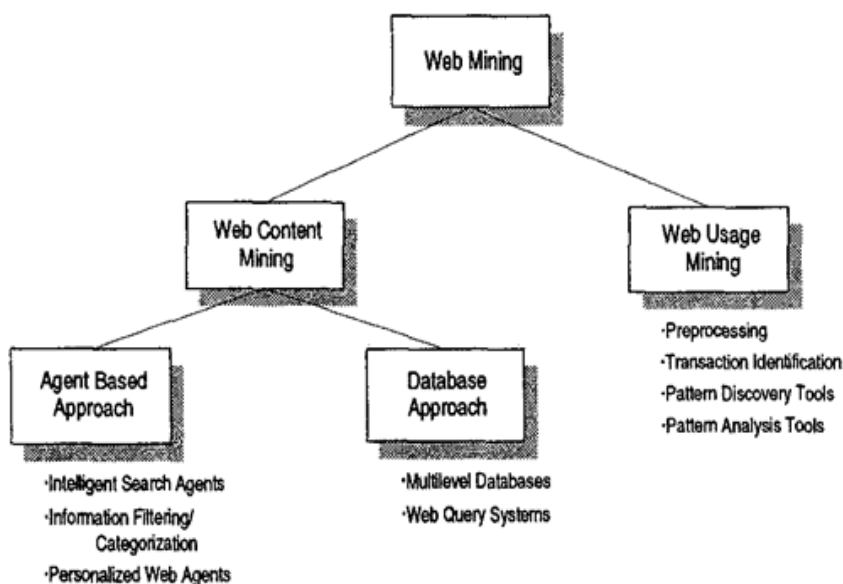 Web Mining
Web Content
Mining
Web Usage
Mining
·Preprocessing
·Transaction Identification
·Pattern Discovery Tools
·Pattern Analysis Tools
Agent Based
Approach
Database
Approach
·Intelligent Search Agents
·Information Filtering/
Categorization
·Personalized Web Agents
·Multilevel Databases
·Web Query Systems